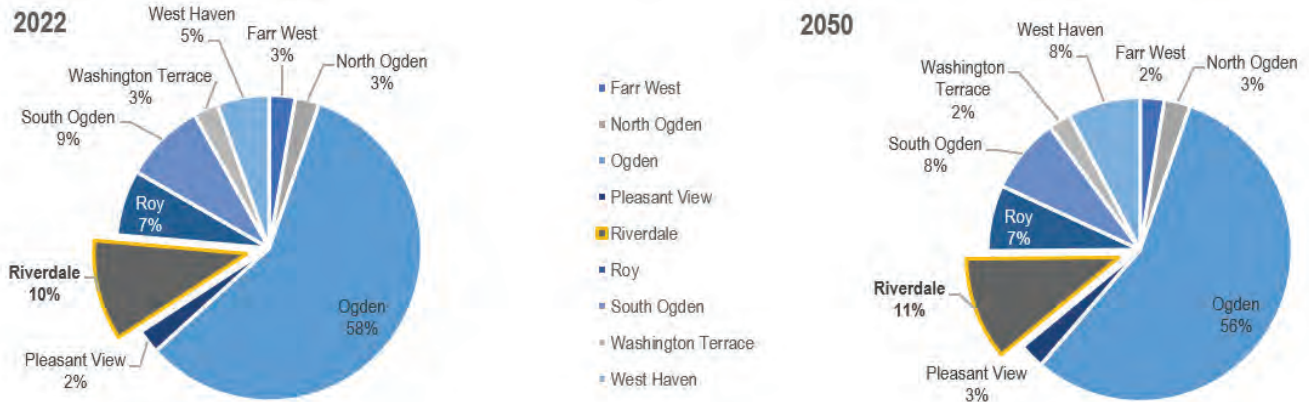 2022
West Haven
5%
Farr West
3%
North Ogden
3%
Washington Terrace
3%
South Ogden
9%
Roy
7%
Riverdale
10%
Pleasant View
2%
Ogden
58%
Farr West
North Ogden
Ogden
Pleasant View
Riverdale
Roy
South Ogden
Washington Terrace
West Haven
2050
West Haven
8%
Farr West
2%
North Ogden
3%
Washington
Terrace
2%
South Ogden
8%
Roy
7%
Riverdale
11%
Pleasant View
3%
Ogden
56%